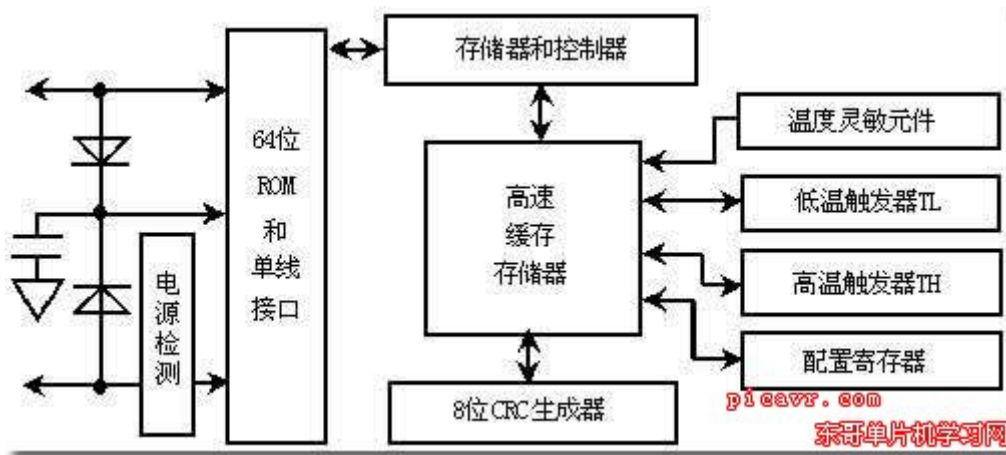 存储器和控制器
64位
ROM
和
单线
接口
温度灵敏元件
高速
缓存
存储器
低温触发器TL
高温触发器TH
电
源
检
测
配置寄存器
8位CRC生成器
picavr.com
东哥单片机学习网